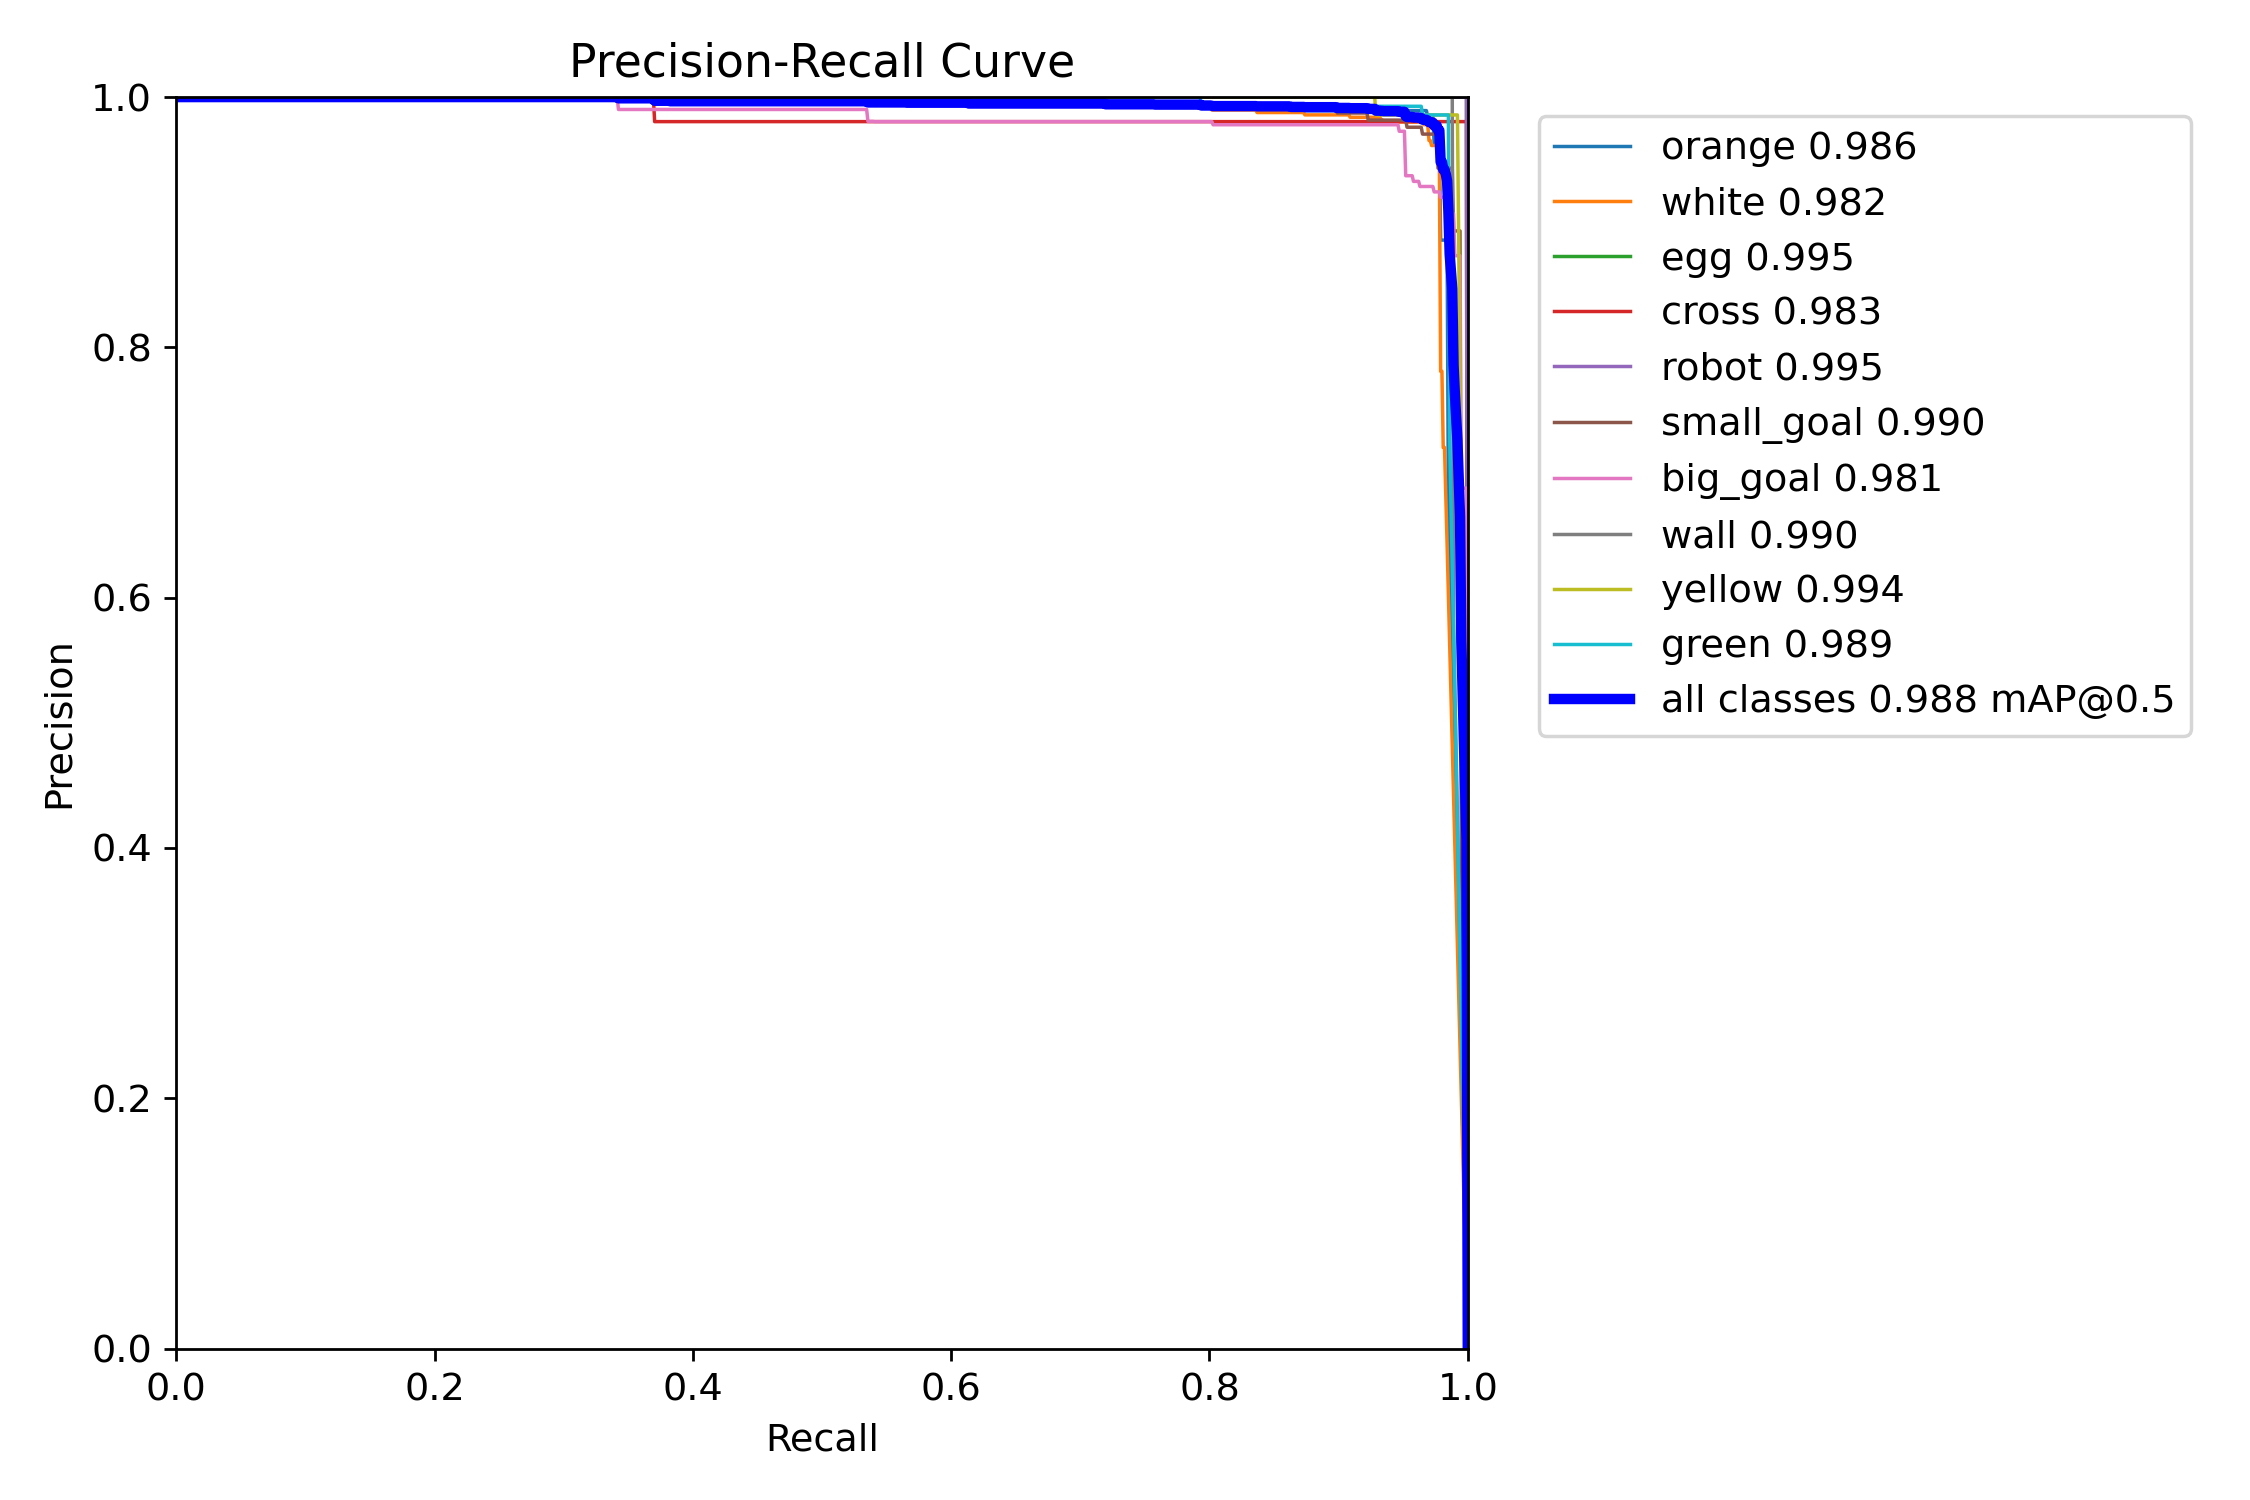 Precision-Recall Curve
1.0
0.8
0.6
0.4
0.2
0.0
Precision
0.0 0.2 0.4 0.6 0.8 1.0
Recall
orange 0.986
white 0.982
egg 0.995
cross 0.983
robot 0.995
small_goal 0.990
big_goal 0.981
wall 0.990
yellow 0.994
green 0.989
all classes 0.988 mAP@0.5